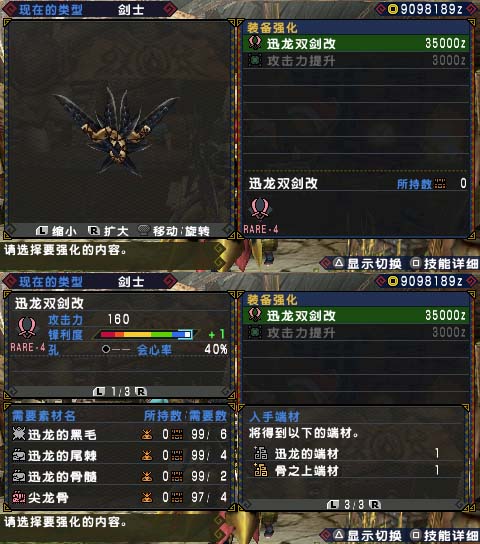 现在的类型 剑士 9098189z
装备强化
迅龙双剑改 35000z
攻击力提升 3000z
迅龙双剑改 所持数 0
RARE-4
L 缩小 R 扩大 移动/旋转
请选择要强化的内容。
△显示切换 □技能详细
现在的类型 剑士 9098189z
迅龙双剑改
攻击力 160
锋利度 +1
RARE-4
孔 ●ーー 会心率 40%
L 1/3 R
装备强化
迅龙双剑改 35000z
攻击力提升 3000z
需要素材名 所持数/需要数
迅龙的黑毛 0 99/ 6
迅龙的尾棘 0 99/ 4
迅龙的骨髓 0 99/ 2
尖龙骨 0 97/ 4
入手端材
将得到以下的端材。
迅龙的端材 1
骨之上端材 1
L 3/3 R
请选择要强化的内容。
△显示切换 □技能详细